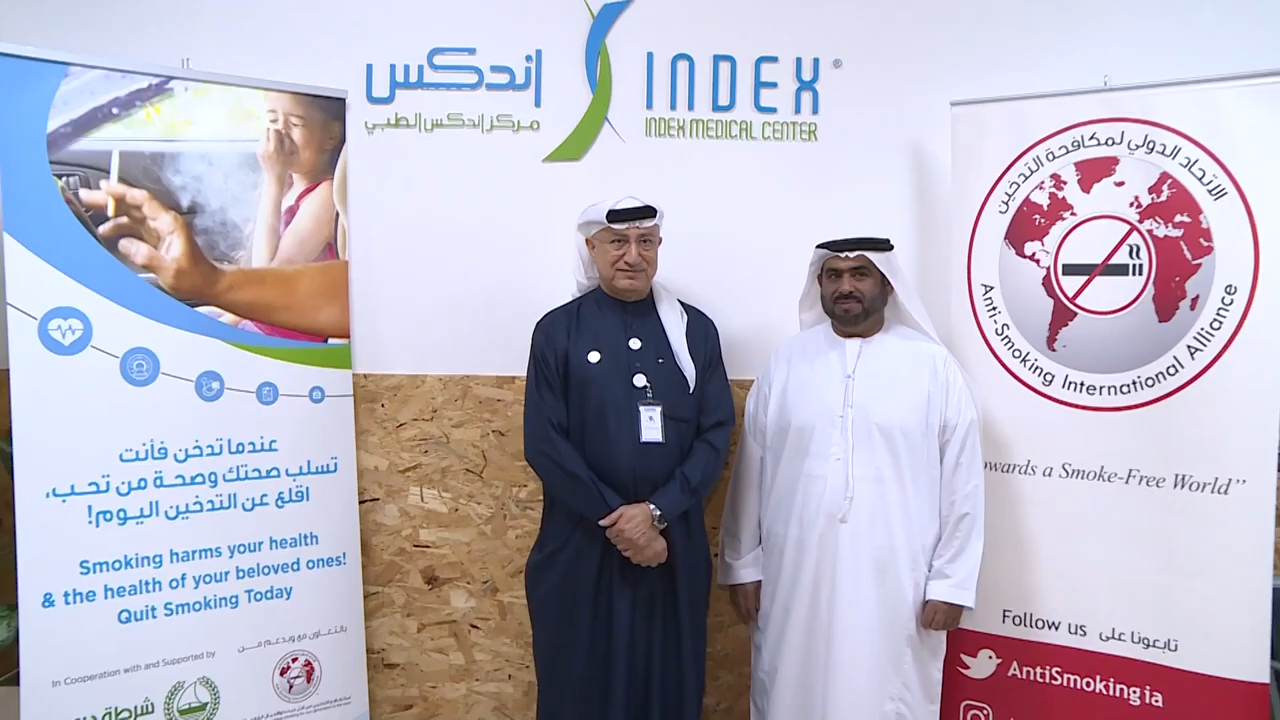 اندكس
INDEX®
مركز اندكس الطبي
INDEX MEDICAL CENTER
عندما تدخن فأنت
تسلب صحتك وصحة من تحب،
اقلع عن التدخين اليوم!
Smoking harms your health
& the health of your beloved ones!
Quit Smoking Today
بالتعاون مع وبدعم من
In Cooperation with and Supported by
شرطة
الاتحاد الدولي لمكافحة التدخين
Anti-Smoking International Alliance
a Smoke-Free World”
Follow us تابعونا على
AntiSmokingia